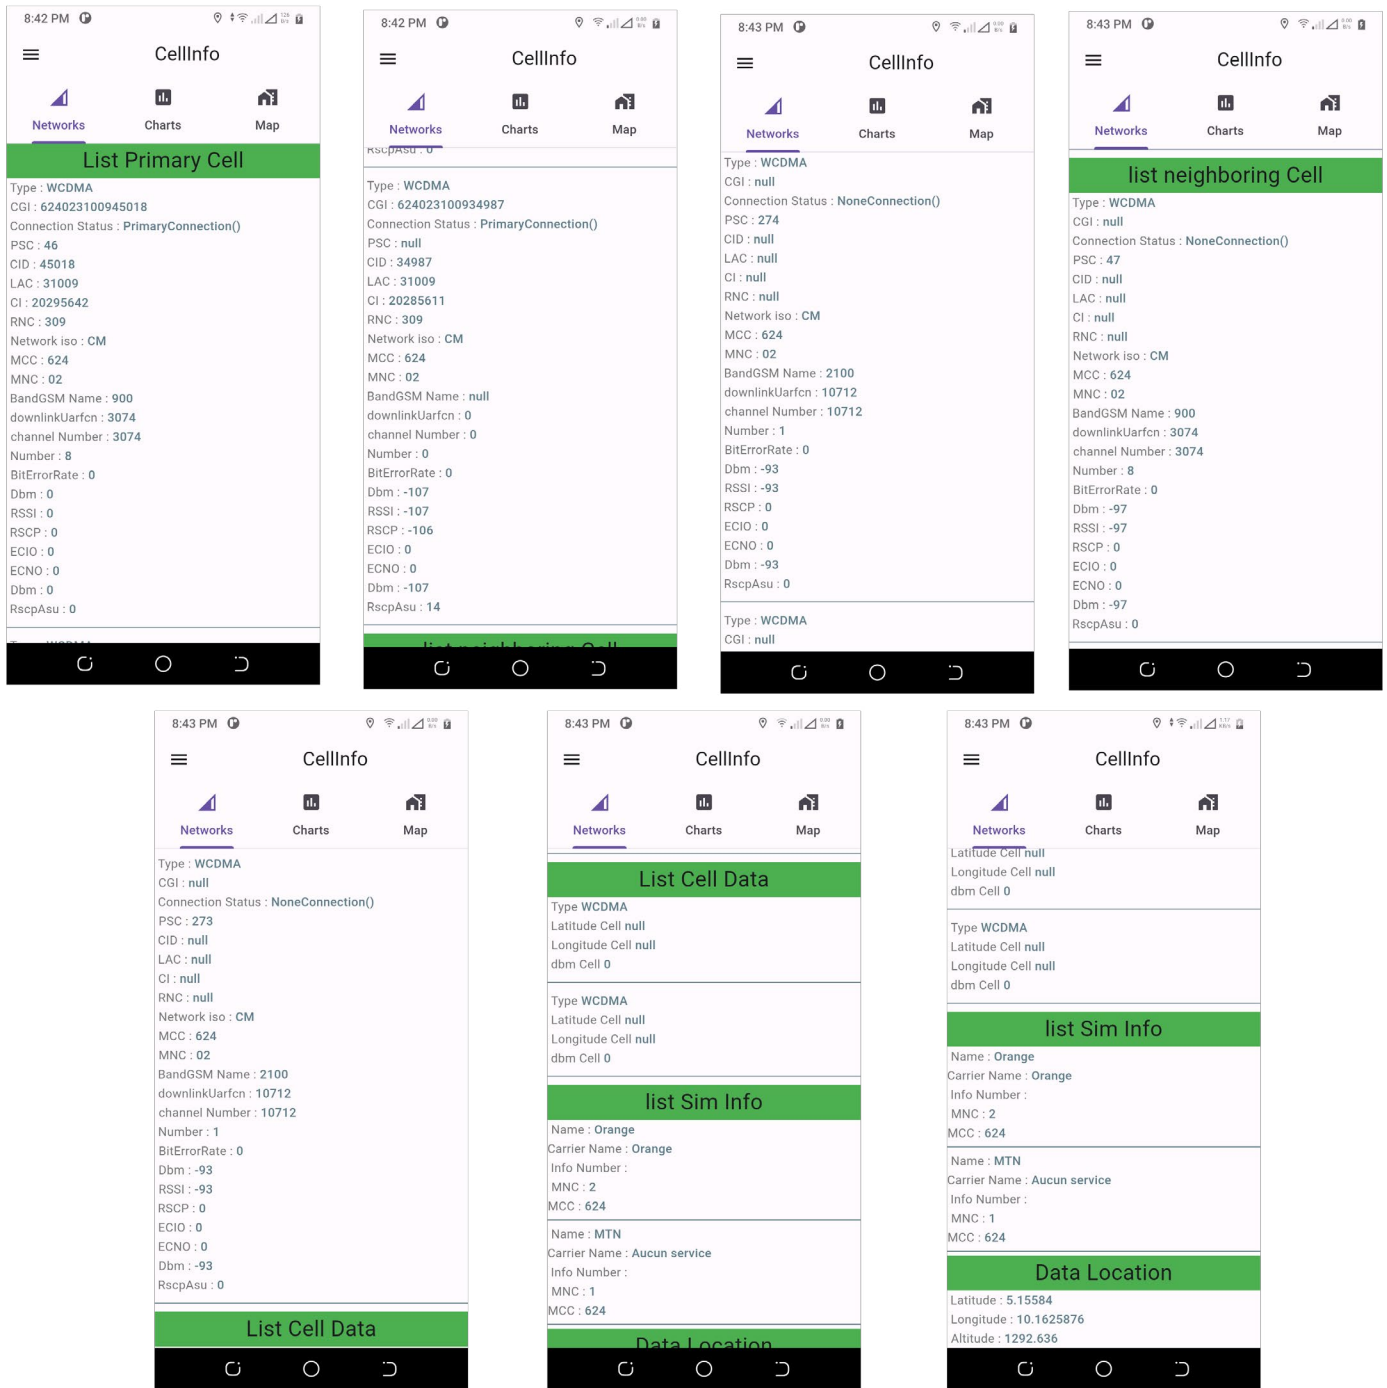 8:42 PM
CellInfo
Networks Charts Map
List Primary Cell
Type : WCDMA
CGI : 624023100945018
Connection Status : PrimaryConnection()
PSC : 46
CID : 45018
LAC : 31009
CI : 20295642
RNC : 309
Network iso : CM
MCC : 624
MNC : 02
BandGSM Name : 900
downlinkUarfcn : 3074
channel Number : 3074
Number : 8
BitErrorRate : 0
Dbm : 0
RSSI : 0
RSCP : 0
ECIO : 0
ECNO : 0
Dbm : 0
RscpAsu : 0
Type : WCDMA
8:42 PM
CellInfo
Networks Charts Map
RscpAsu : 0
Type : WCDMA
CGI : 624023100934987
Connection Status : PrimaryConnection()
PSC : null
CID : 34987
LAC : 31009
CI : 20285611
RNC : 309
Network iso : CM
MCC : 624
MNC : 02
BandGSM Name : null
downlinkUarfcn : 0
channel Number : 0
Number : 0
BitErrorRate : 0
Dbm : -107
RSSI : -107
RSCP : -106
ECIO : 0
ECNO : 0
Dbm : -107
RscpAsu : 14
list neighboring Cell
8:43 PM
CellInfo
Networks Charts Map
Type : WCDMA
CGI : null
Connection Status : NoneConnection()
PSC : 274
CID : null
LAC : null
CI : null
RNC : null
Network iso : CM
MCC : 624
MNC : 02
BandGSM Name : 2100
downlinkUarfcn : 10712
channel Number : 10712
Number : 1
BitErrorRate : 0
Dbm : -93
RSSI : -93
RSCP : 0
ECIO : 0
ECNO : 0
Dbm : -93
RscpAsu : 0
Type : WCDMA
CGI : null
8:43 PM
CellInfo
Networks Charts Map
list neighboring Cell
Type : WCDMA
CGI : null
Connection Status : NoneConnection()
PSC : 47
CID : null
LAC : null
CI : null
RNC : null
Network iso : CM
MCC : 624
MNC : 02
BandGSM Name : 900
downlinkUarfcn : 3074
channel Number : 3074
Number : 8
BitErrorRate : 0
Dbm : -97
RSSI : -97
RSCP : 0
ECIO : 0
ECNO : 0
Dbm : -97
RscpAsu : 0
8:43 PM
CellInfo
Networks Charts Map
Type : WCDMA
CGI : null
Connection Status : NoneConnection()
PSC : 273
CID : null
LAC : null
CI : null
RNC : null
Network iso : CM
MCC : 624
MNC : 02
BandGSM Name : 2100
downlinkUarfcn : 10712
channel Number : 10712
Number : 1
BitErrorRate : 0
Dbm : -93
RSSI : -93
RSCP : 0
ECIO : 0
ECNO : 0
Dbm : -93
RscpAsu : 0
List Cell Data
8:43 PM
CellInfo
Networks Charts Map
List Cell Data
Type WCDMA
Latitude Cell null
Longitude Cell null
dbm Cell 0
Type WCDMA
Latitude Cell null
Longitude Cell null
dbm Cell 0
list Sim Info
Name : Orange
Carrier Name : Orange
Info Number :
MNC : 2
MCC : 624
Name : MTN
Carrier Name : Aucun service
Info Number :
MNC : 1
MCC : 624
Data Location
8:43 PM
CellInfo
Networks Charts Map
Latitude Cell null
Longitude Cell null
dbm Cell 0
Type WCDMA
Latitude Cell null
Longitude Cell null
dbm Cell 0
list Sim Info
Name : Orange
Carrier Name : Orange
Info Number :
MNC : 2
MCC : 624
Name : MTN
Carrier Name : Aucun service
Info Number :
MNC : 1
MCC : 624
Data Location
Latitude : 5.15584
Longitude : 10.1625876
Altitude : 1292.636